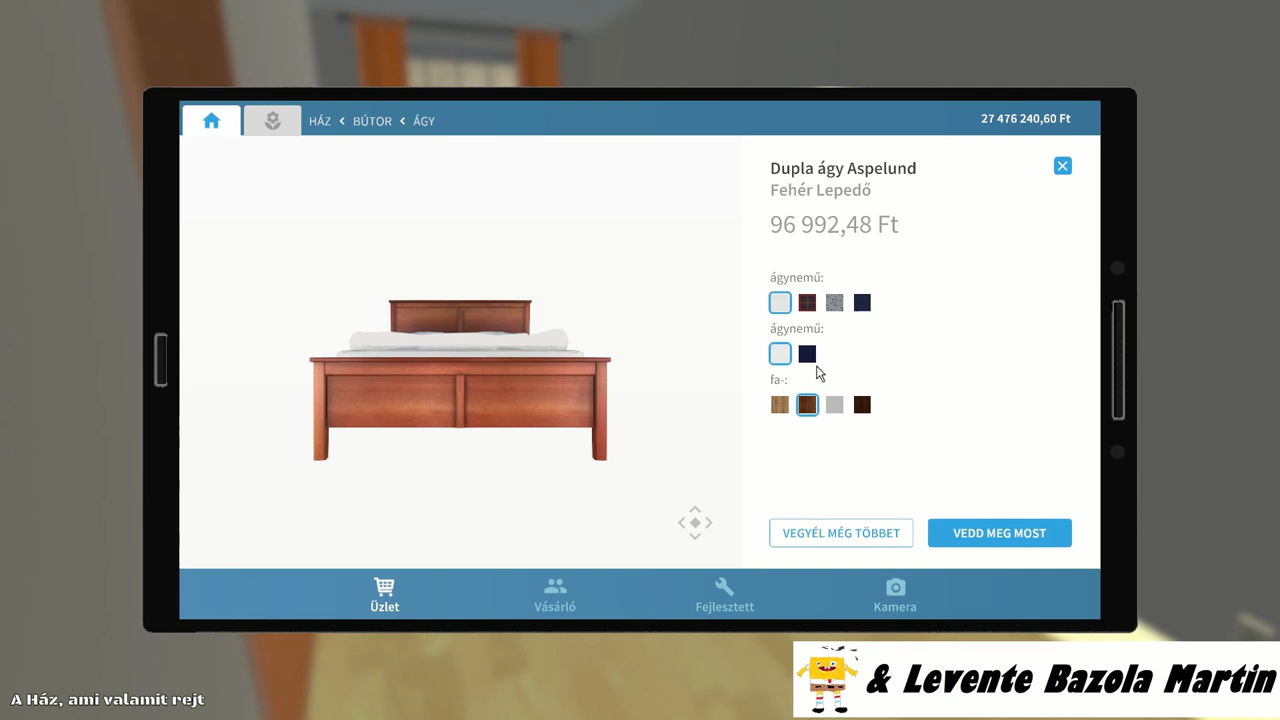 HÁZ < BÚTOR < ÁGY
27 476 240,60 Ft
Dupla ágy Aspelund
Fehér Lepedő
96 992,48 Ft
ágynemű:
ágynemű:
fa-:
VEGYÉL MÉG TÖBBET
VEDD MEG MOST
Üzlet
Vásárló
Fejlesztett
Kamera
A Ház, ami valamit rejt
& Levente Bazola Martin